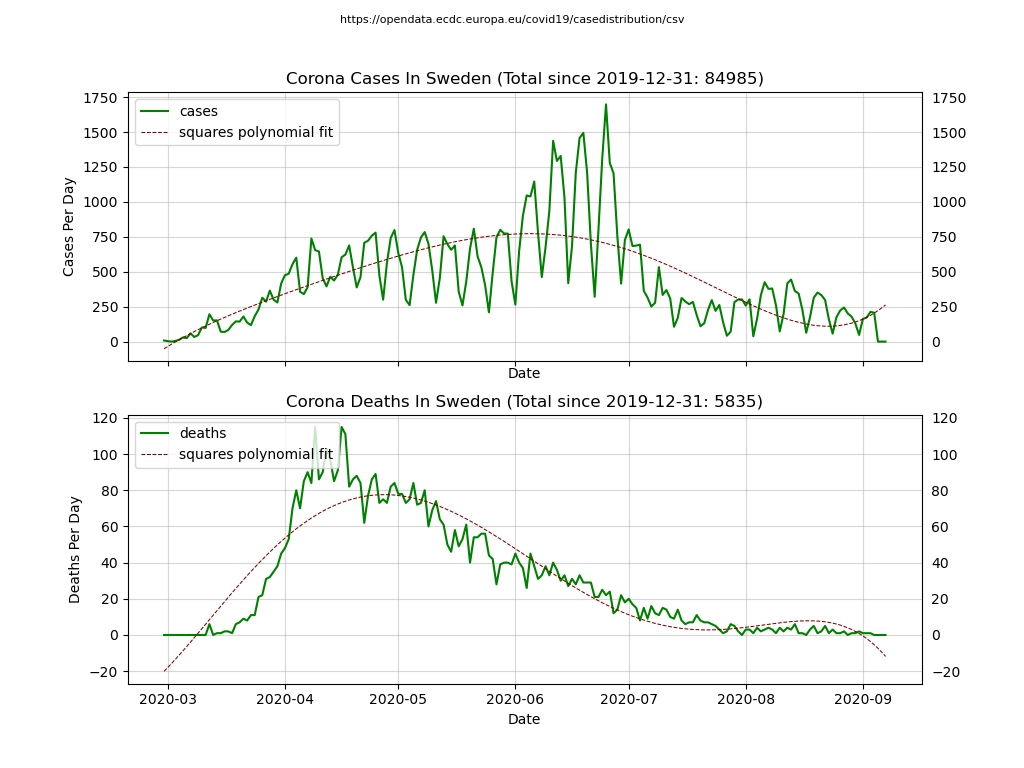 https://opendata.ecdc.europa.eu/covid19/casedistribution/csv
Corona Cases In Sweden (Total since 2019-12-31: 84985)
cases
squares polynomial fit
Cases Per Day
1750 1750
1500 1500
1250 1250
1000 1000
750 750
500 500
250 250
0 0
Date
Corona Deaths In Sweden (Total since 2019-12-31: 5835)
deaths
squares polynomial fit
Deaths Per Day
120 120
100 100
80 80
60 60
40 40
20 20
0 0
−20 −20
2020-03 2020-04 2020-05 2020-06 2020-07 2020-08 2020-09
Date